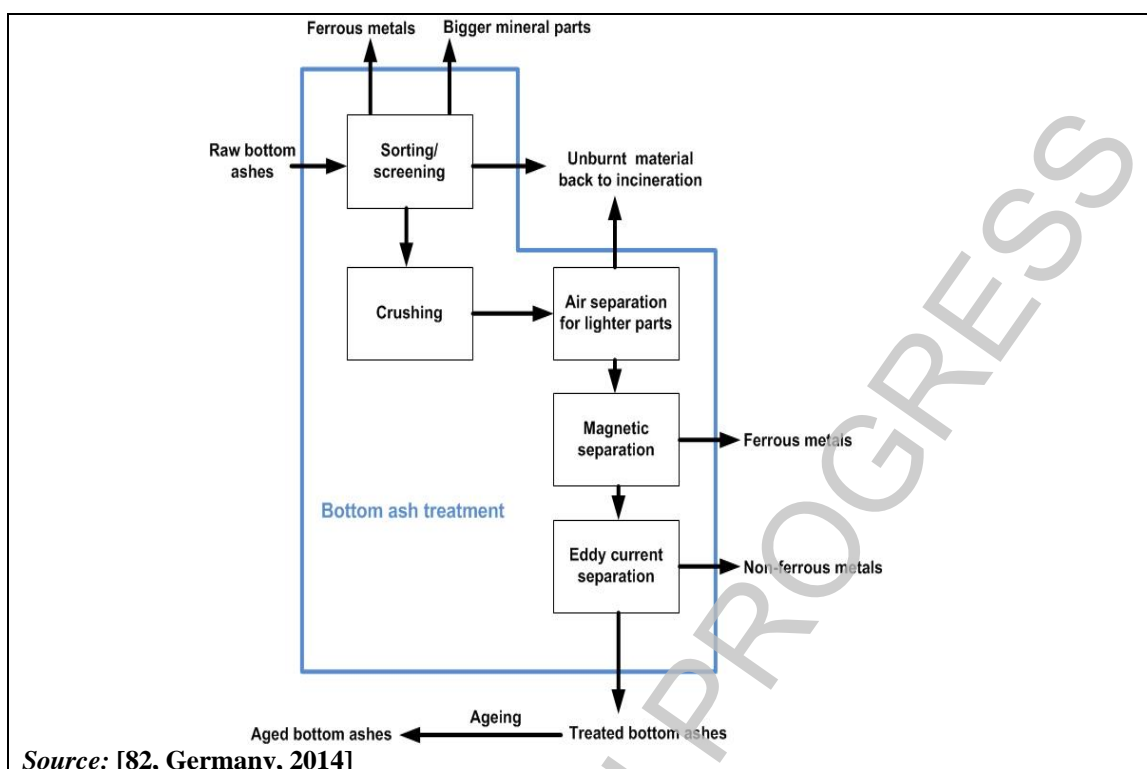 Ferrous metals
Bigger mineral parts
Raw bottom
ashes
Sorting/
screening
Unburnt material
back to incineration
Crushing
Air separation
for lighter parts
Magnetic
separation
Ferrous metals
Bottom ash treatment
Eddy current
separation
Non-ferrous metals
Aged bottom ashes
Ageing
Treated bottom ashes
Source: [82, Germany, 2014]
PROGRESS